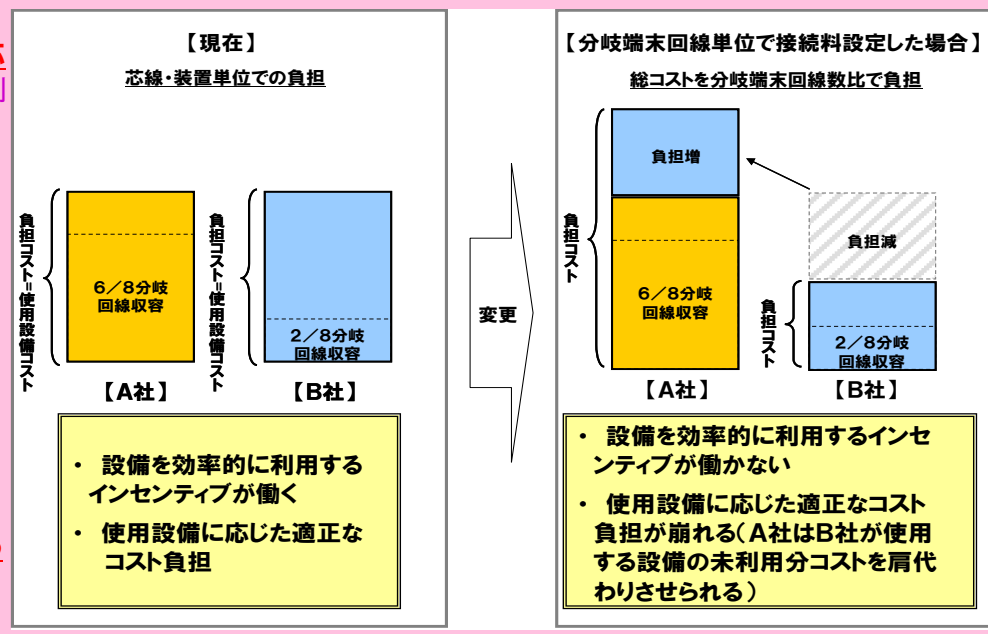 【現在】
芯線・装置単位での負担
負担コスト=使用設備コスト
6/8分岐
回線収容
【A社】
負担コスト=使用設備コスト
2/8分岐
回線収容
【B社】
・ 設備を効率的に利用する
インセンティブが働く
・ 使用設備に応じた適正な
コスト負担
変更
【分岐端末回線単位で接続料設定した場合】
総コストを分岐端末回線数比で負担
負担コスト
負担増
6/8分岐
回線収容
【A社】
負担減
負担コスト
2/8分岐
回線収容
【B社】
・ 設備を効率的に利用するインセ
ンティブが働かない
・ 使用設備に応じた適正なコスト
負担が崩れる(A社はB社が使用
する設備の未利用分コストを肩代
わりさせられる)